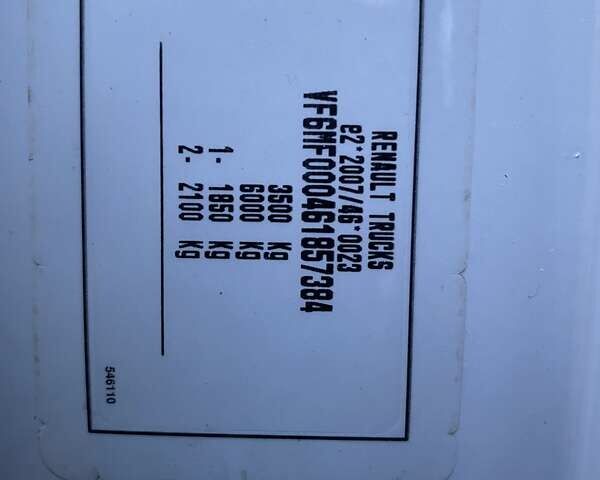 RENAULT TRUCKS
e2*2007/46*0023
VF6MF000461857384
3500 Kg
6000 Kg
1- 1850 Kg
2- 2100 Kg
546110